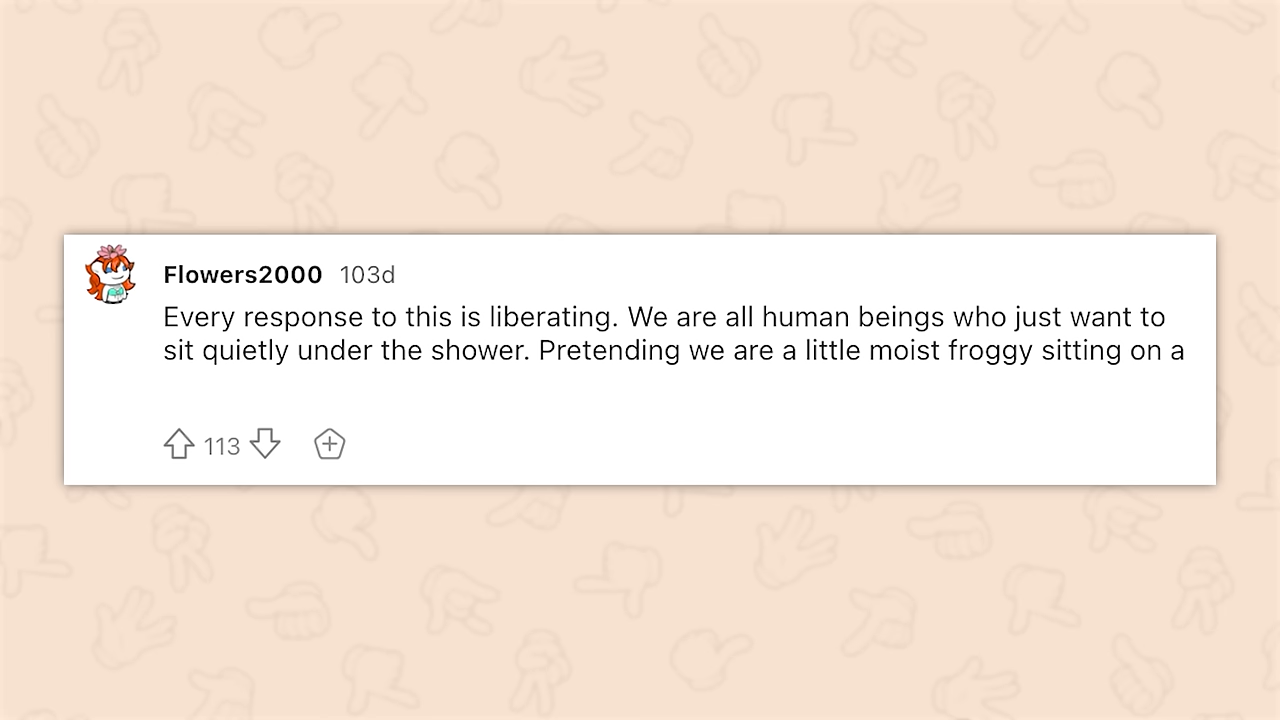 Flowers2000 103d
Every response to this is liberating. We are all human beings who just want to
sit quietly under the shower. Pretending we are a little moist froggy sitting on a
113